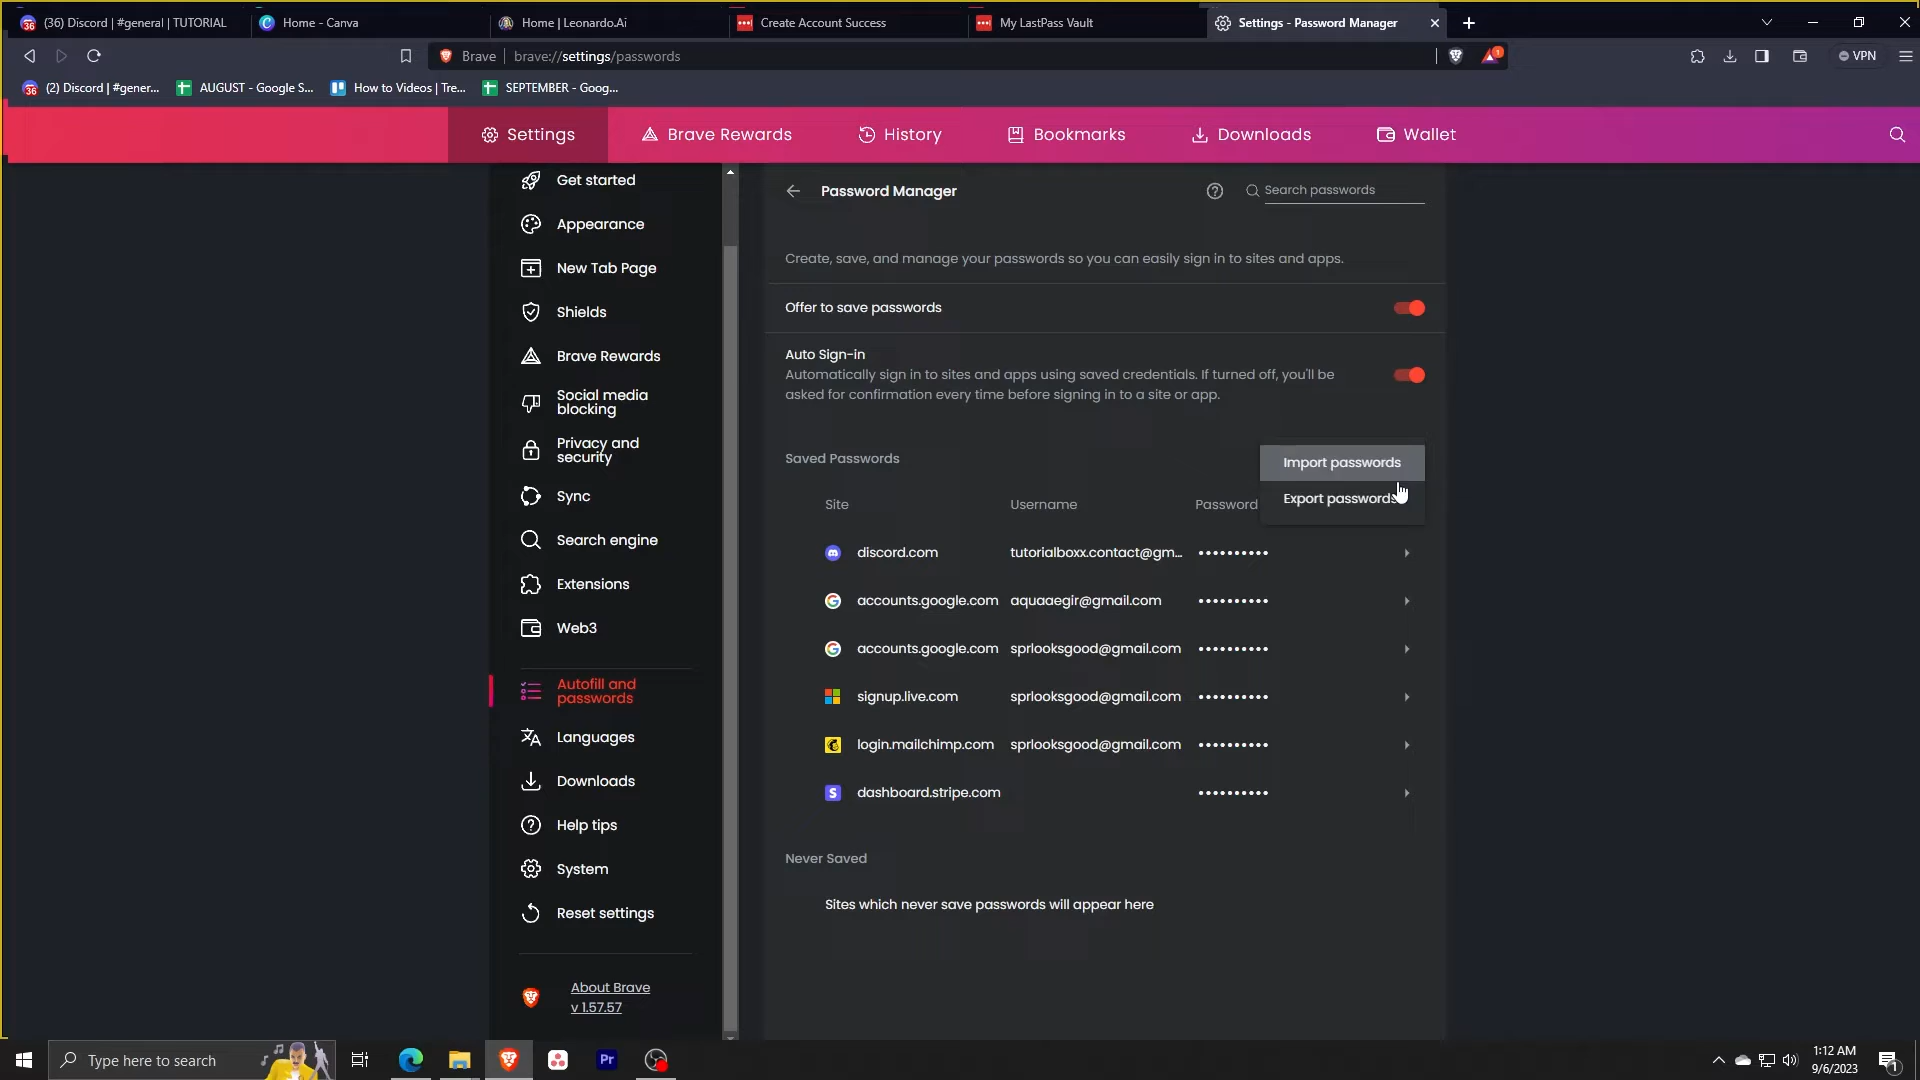 (36) Discord | #general | TUTORIAL
Home - Canva
Home | Leonardo.Ai
Create Account Success
My LastPass Vault
Settings - Password Manager
Brave
brave://settings/passwords
VPN
(2) Discord | #gener...
AUGUST - Google S...
How to Videos | Tre...
SEPTEMBER - Goog...
Settings
Brave Rewards
History
Bookmarks
Downloads
Wallet
Get started
Appearance
New Tab Page
Shields
Brave Rewards
Social media
blocking
Privacy and
security
Sync
Search engine
Extensions
Web3
Autofill and
passwords
Languages
Downloads
Help tips
System
Reset settings
About Brave
v 1.57.57
Password Manager
Search passwords
Create, save, and manage your passwords so you can easily sign in to sites and apps.
Offer to save passwords
Auto Sign-in
Automatically sign in to sites and apps using saved credentials. If turned off, you'll be
asked for confirmation every time before signing in to a site or app.
Saved Passwords
Import passwords
Export passwords
Site Username Password
discord.com tutorialboxx.contact@gm... ••••••••••
accounts.google.com aquaaegir@gmail.com ••••••••••
accounts.google.com sprlooksgood@gmail.com ••••••••••
signup.live.com sprlooksgood@gmail.com ••••••••••
login.mailchimp.com sprlooksgood@gmail.com ••••••••••
dashboard.stripe.com ••••••••••
Never Saved
Sites which never save passwords will appear here
Type here to search
Pr
1:12 AM
9/6/2023
1